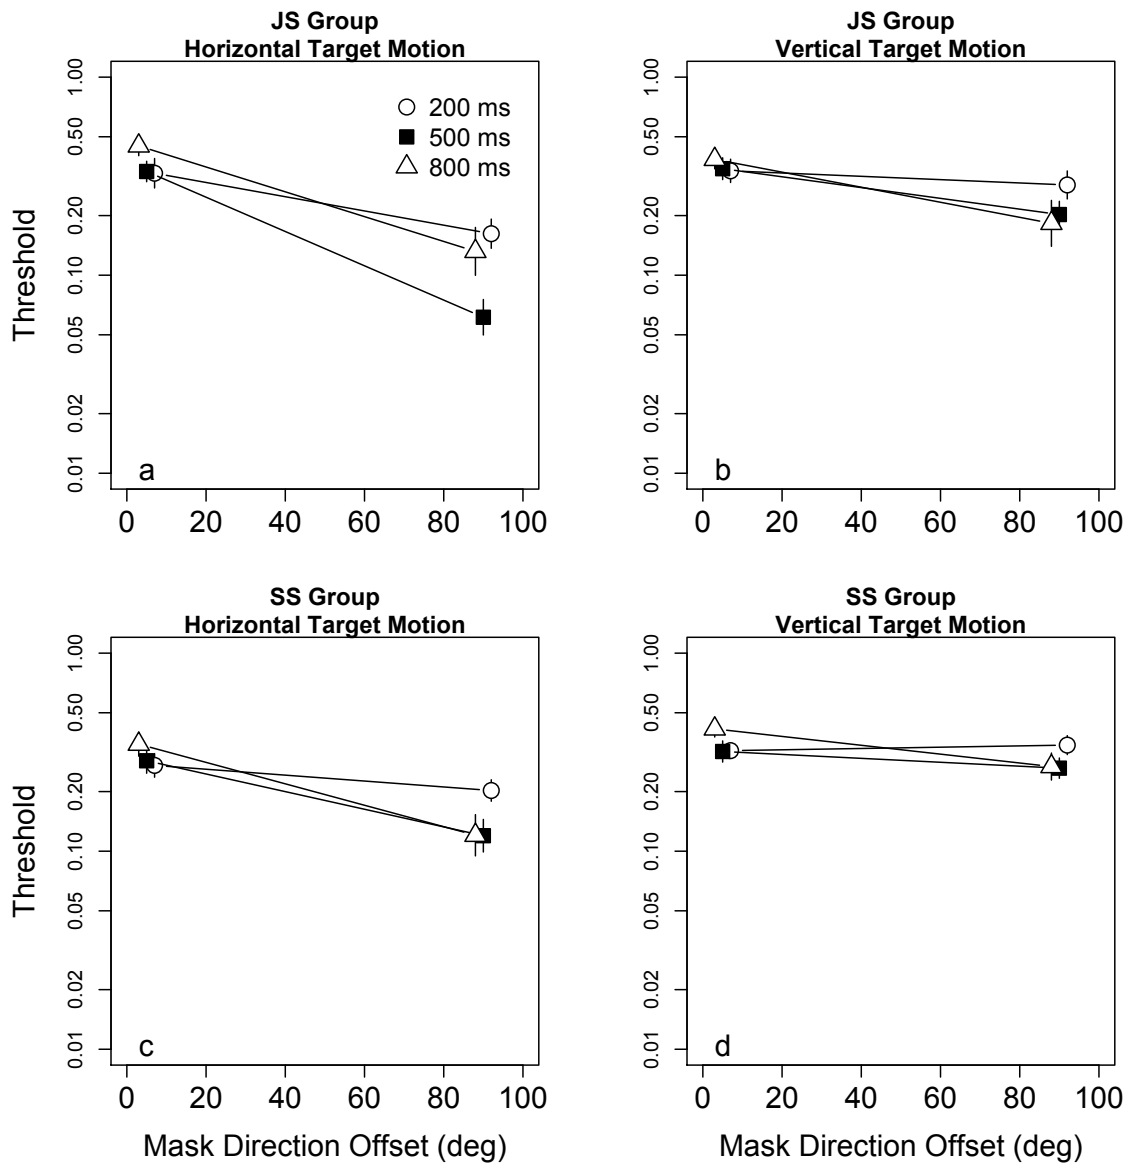 JS Group
Horizontal Target Motion
1.00
0.50
0.20
0.10
0.05
0.02
0.01
Threshold
200 ms
500 ms
800 ms
a
0 20 40 60 80 100
JS Group
Vertical Target Motion
1.00
0.50
0.20
0.10
0.05
0.02
0.01
b
0 20 40 60 80 100
SS Group
Horizontal Target Motion
1.00
0.50
0.20
0.10
0.05
0.02
0.01
Threshold
c
0 20 40 60 80 100
Mask Direction Offset (deg)
SS Group
Vertical Target Motion
1.00
0.50
0.20
0.10
0.05
0.02
0.01
d
0 20 40 60 80 100
Mask Direction Offset (deg)